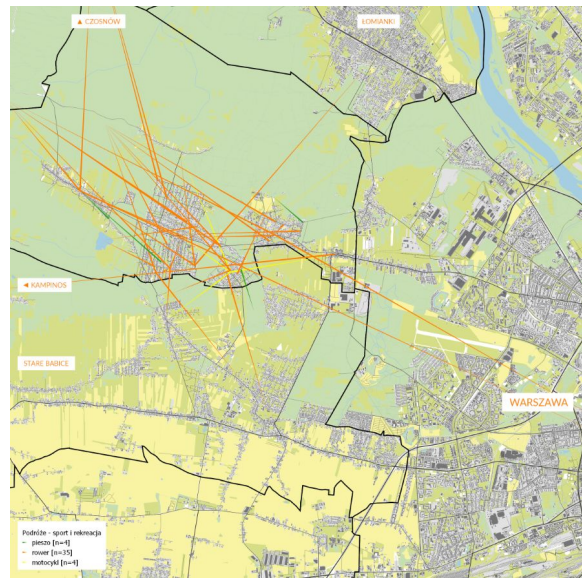 ▲ CZOSNÓW
ŁOMIANKI
◄ KAMPINOS
STARE BABICE
WARSZAWA
Podróże - sport i rekreacja
- pieszo [n=4]
- rower [n=35]
- motocykl [n=4]